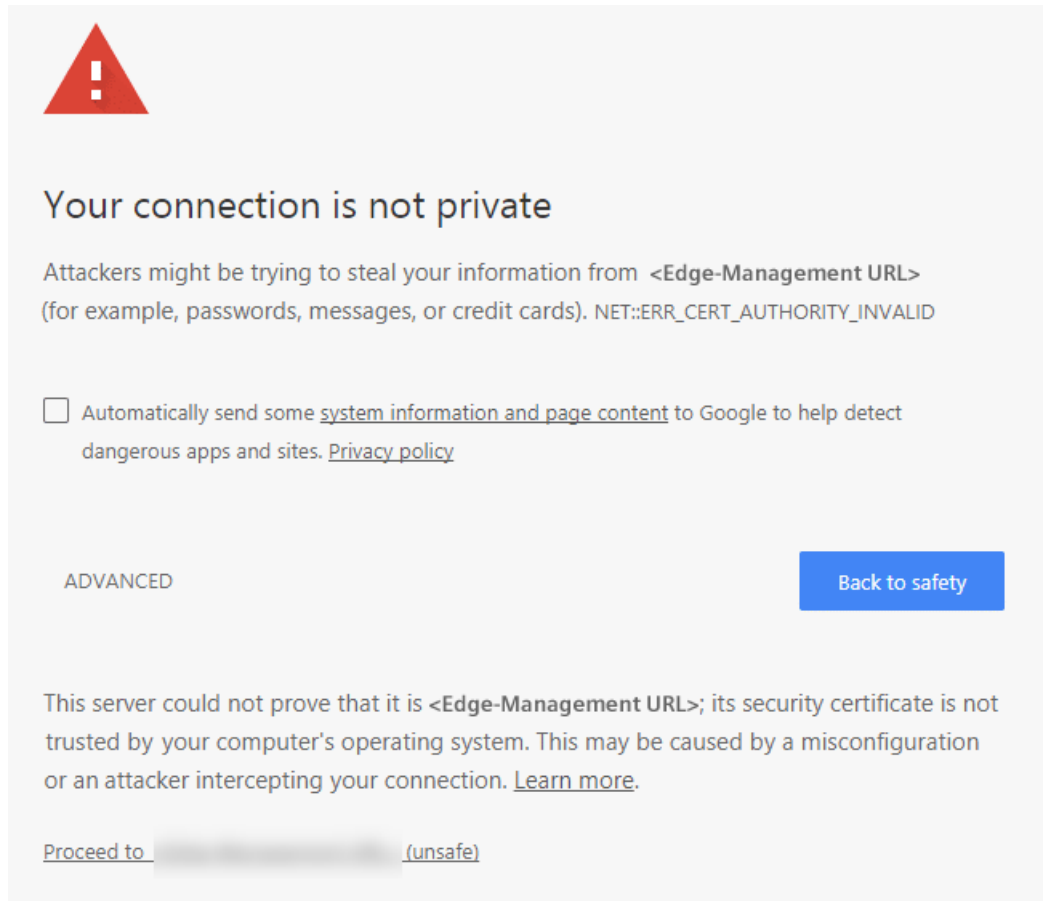 Your connection is not private
Attackers might be trying to steal your information from <Edge-Management URL>
(for example, passwords, messages, or credit cards). NET::ERR_CERT_AUTHORITY_INVALID
Automatically send some system information and page content to Google to help detect
dangerous apps and sites. Privacy policy
ADVANCED
Back to safety
This server could not prove that it is <Edge-Management URL>; its security certificate is not
trusted by your computer's operating system. This may be caused by a misconfiguration
or an attacker intercepting your connection. Learn more.
Proceed to (unsafe)